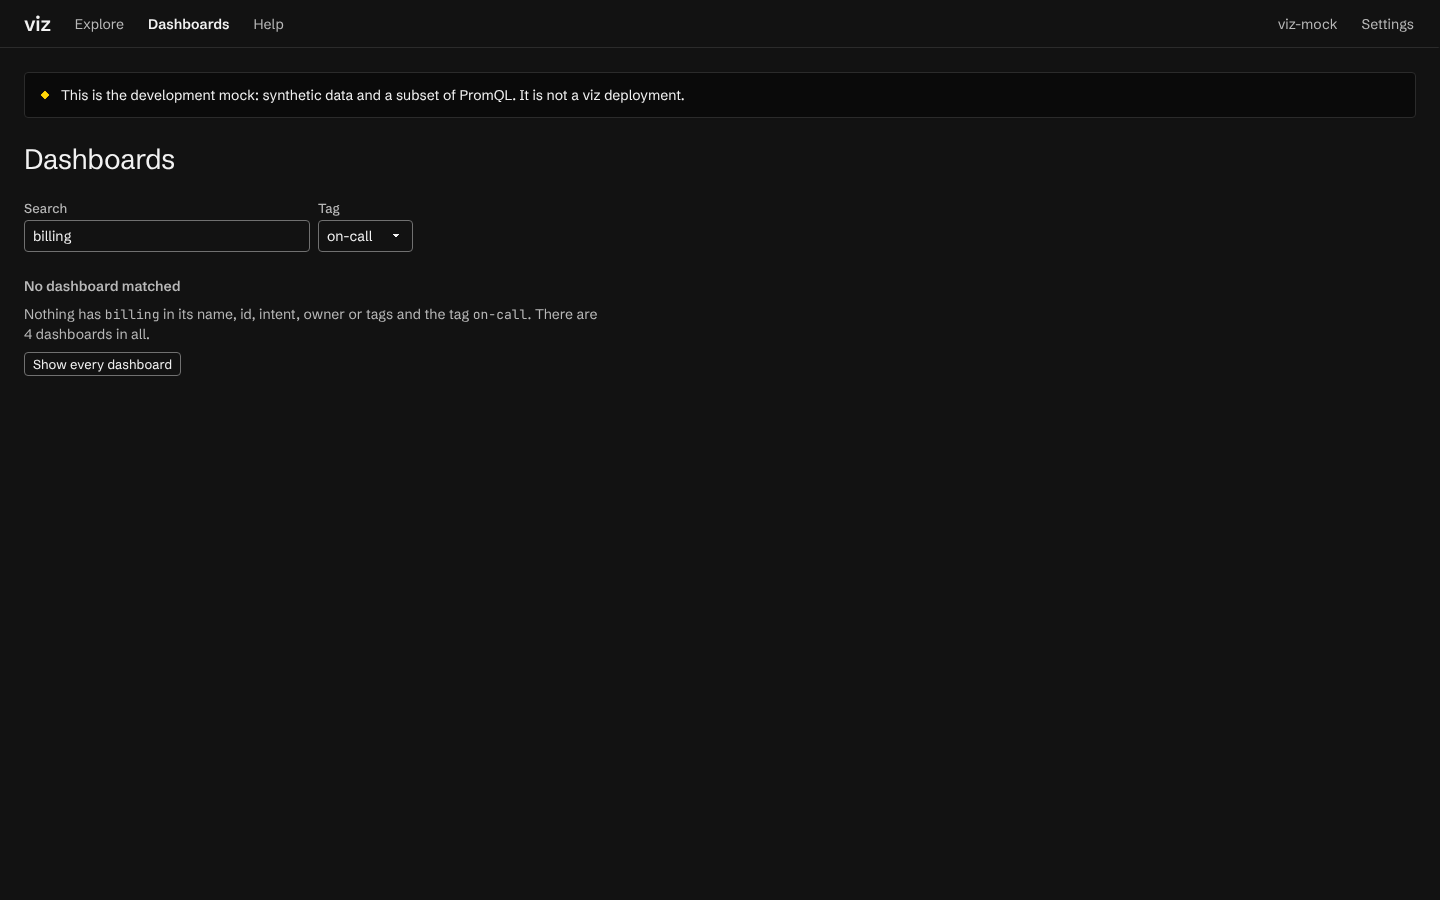 viz Explore Dashboards Help viz-mock Settings
This is the development mock: synthetic data and a subset of PromQL. It is not a viz deployment.
Dashboards
Search Tag
billing on-call
No dashboard matched
Nothing has billing in its name, id, intent, owner or tags and the tag on-call. There are
4 dashboards in all.
Show every dashboard